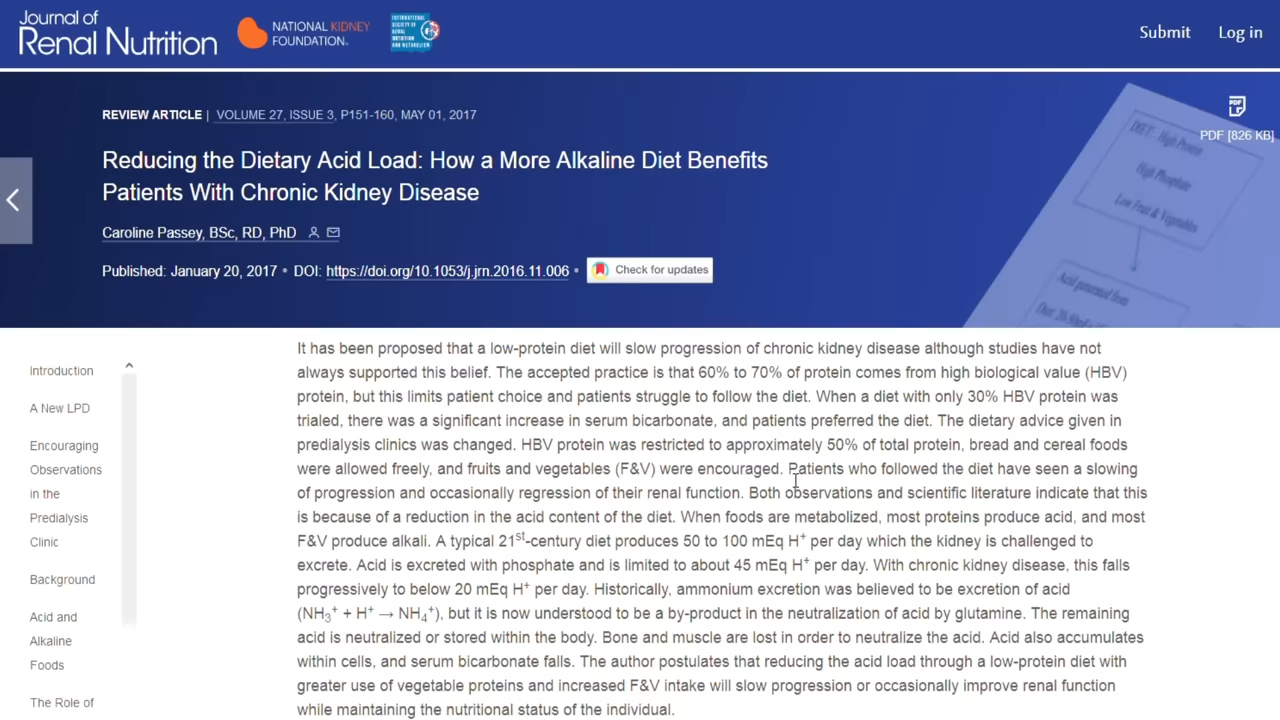 Journal of
Renal Nutrition
NATIONAL KIDNEY
FOUNDATION®
INTERNATIONAL
SOCIETY OF
RENAL
NUTRITION
AND METABOLISM
Submit
Log in
REVIEW ARTICLE | VOLUME 27, ISSUE 3, P151-160, MAY 01, 2017
PDF
PDF [826 KB]
Reducing the Dietary Acid Load: How a More Alkaline Diet Benefits
Patients With Chronic Kidney Disease
Caroline Passey, BSc, RD, PhD
Published: January 20, 2017 • DOI: https://doi.org/10.1053/j.jrn.2016.11.006 •
Check for updates
DIET - High Protein
High Phosphate
Low Fruit & Vegetables
Acid generated from
Introduction
A New LPD
Encouraging
Observations
in the
Predialysis
Clinic
Background
Acid and
Alkaline
Foods
The Role of
It has been proposed that a low-protein diet will slow progression of chronic kidney disease although studies have not
always supported this belief. The accepted practice is that 60% to 70% of protein comes from high biological value (HBV)
protein, but this limits patient choice and patients struggle to follow the diet. When a diet with only 30% HBV protein was
trialed, there was a significant increase in serum bicarbonate, and patients preferred the diet. The dietary advice given in
predialysis clinics was changed. HBV protein was restricted to approximately 50% of total protein, bread and cereal foods
were allowed freely, and fruits and vegetables (F&V) were encouraged. Patients who followed the diet have seen a slowing
of progression and occasionally regression of their renal function. Both observations and scientific literature indicate that this
is because of a reduction in the acid content of the diet. When foods are metabolized, most proteins produce acid, and most
F&V produce alkali. A typical 21st-century diet produces 50 to 100 mEq H+ per day which the kidney is challenged to
excrete. Acid is excreted with phosphate and is limited to about 45 mEq H+ per day. With chronic kidney disease, this falls
progressively to below 20 mEq H+ per day. Historically, ammonium excretion was believed to be excretion of acid
(NH3+ + H+ → NH4+), but it is now understood to be a by-product in the neutralization of acid by glutamine. The remaining
acid is neutralized or stored within the body. Bone and muscle are lost in order to neutralize the acid. Acid also accumulates
within cells, and serum bicarbonate falls. The author postulates that reducing the acid load through a low-protein diet with
greater use of vegetable proteins and increased F&V intake will slow progression or occasionally improve renal function
while maintaining the nutritional status of the individual.